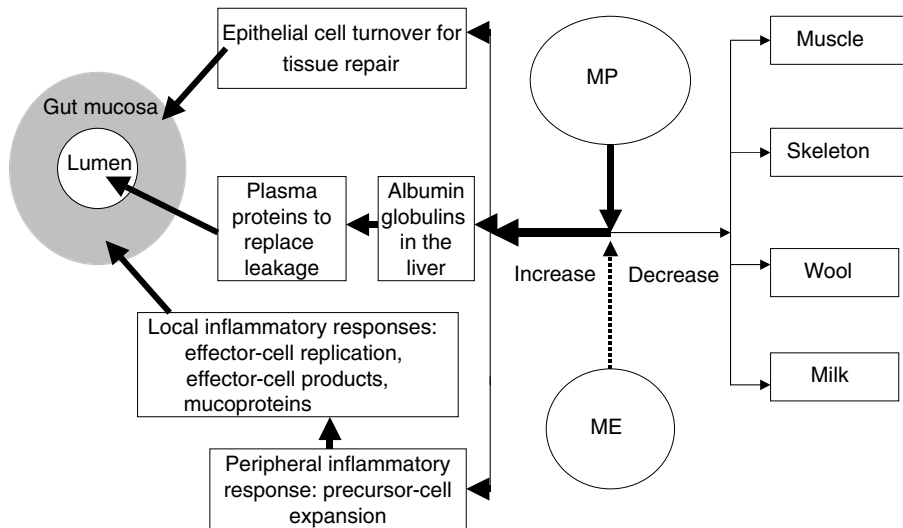 Epithelial cell turnover for
tissue repair
Gut mucosa
Lumen
Plasma
proteins to
replace
leakage
Albumin
globulins
in the
liver
Local inflammatory responses:
effector-cell replication,
effector-cell products,
mucoproteins
Peripheral inflammatory
response: precursor-cell
expansion
MP
Increase
Decrease
ME
Muscle
Skeleton
Wool
Milk